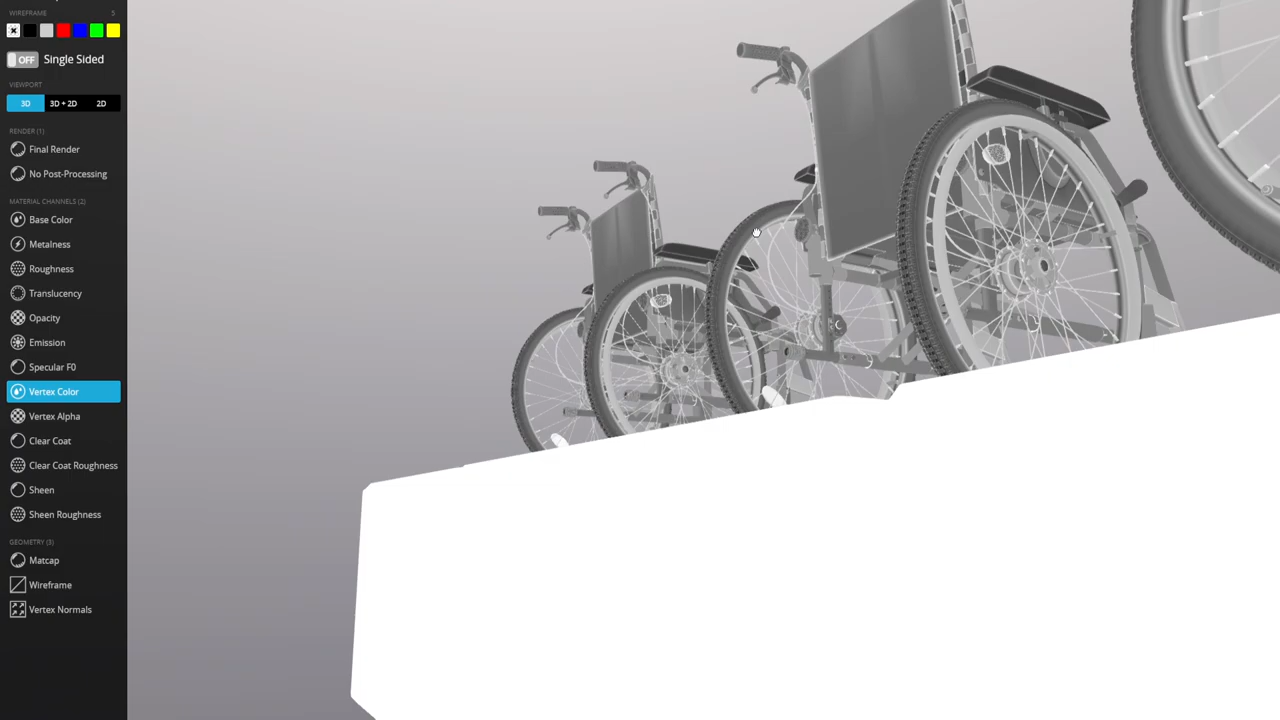 WIREFRAME 5
OFF Single Sided
VIEWPORT
3D 3D + 2D 2D
RENDER (1)
Final Render
No Post-Processing
MATERIAL CHANNELS (2)
Base Color
Metalness
Roughness
Translucency
Opacity
Emission
Specular F0
Vertex Color
Vertex Alpha
Clear Coat
Clear Coat Roughness
Sheen
Sheen Roughness
GEOMETRY (3)
Matcap
Wireframe
Vertex Normals